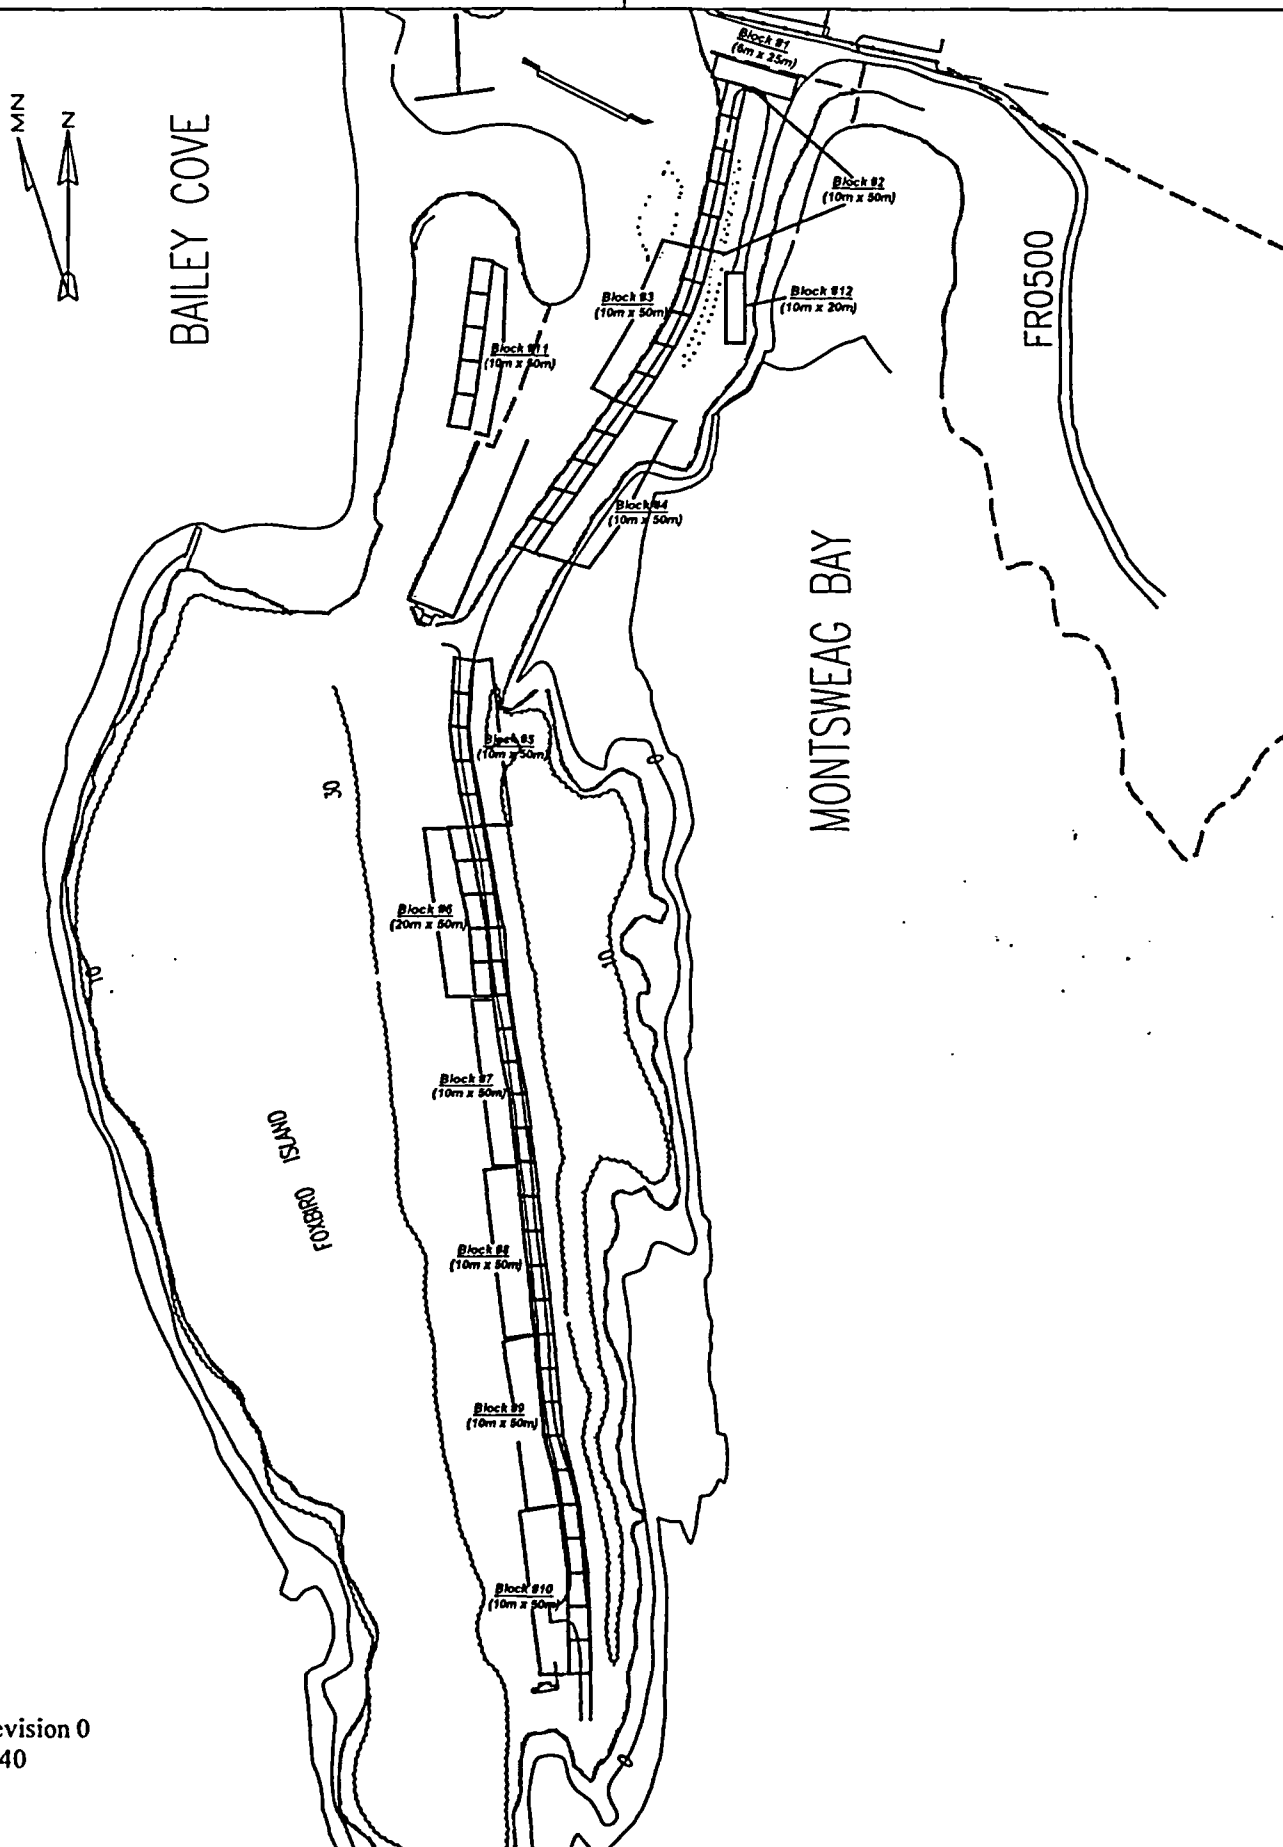 MN
N
BAILEY COVE
Block #1
(6m x 25m)
Block #2
(10m x 50m)
FR0500
Block #3
(10m x 50m)
Block #12
(10m x 20m)
Block #11
(10m x 50m)
Block #4
(10m x 50m)
MONTSWEAG BAY
Block #5
(10m x 50m)
0
30
Block #6
(20m x 50m)
10
10
Block #7
(10m x 50m)
FOXBIRD ISLAND
Block #8
(10m x 50m)
Block #9
(10m x 50m)
Block #10
(10m x 50m)
evision 0
40
0